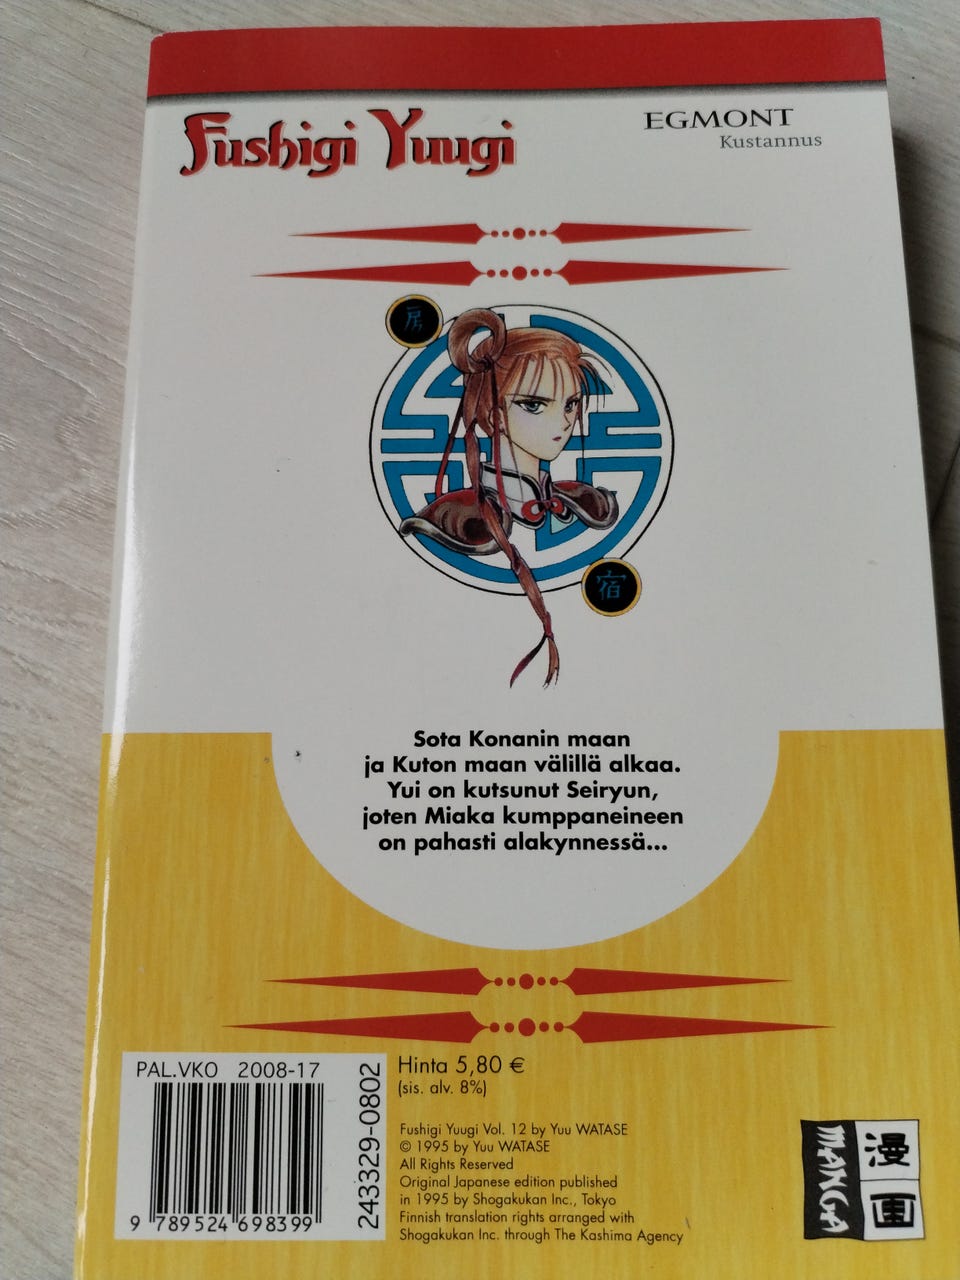 Fushigi Yuugi
EGMONT
Kustannus
房
宿
Sota Konanin maan
ja Kuton maan välillä alkaa.
Yui on kutsunut Seiryun,
joten Miaka kumppaneineen
on pahasti alakynnessä...
PAL.VKO 2008-17
9 789524 698399
243329-0802
Hinta 5,80 €
(sis. alv. 8%)
Fushigi Yuugi Vol. 12 by Yuu WATASE
© 1995 by Yuu WATASE
All Rights Reserved
Original Japanese edition published
in 1995 by Shogakukan Inc., Tokyo
Finnish translation rights arranged with
Shogakukan Inc. through The Kashima Agency
MANGA
漫画